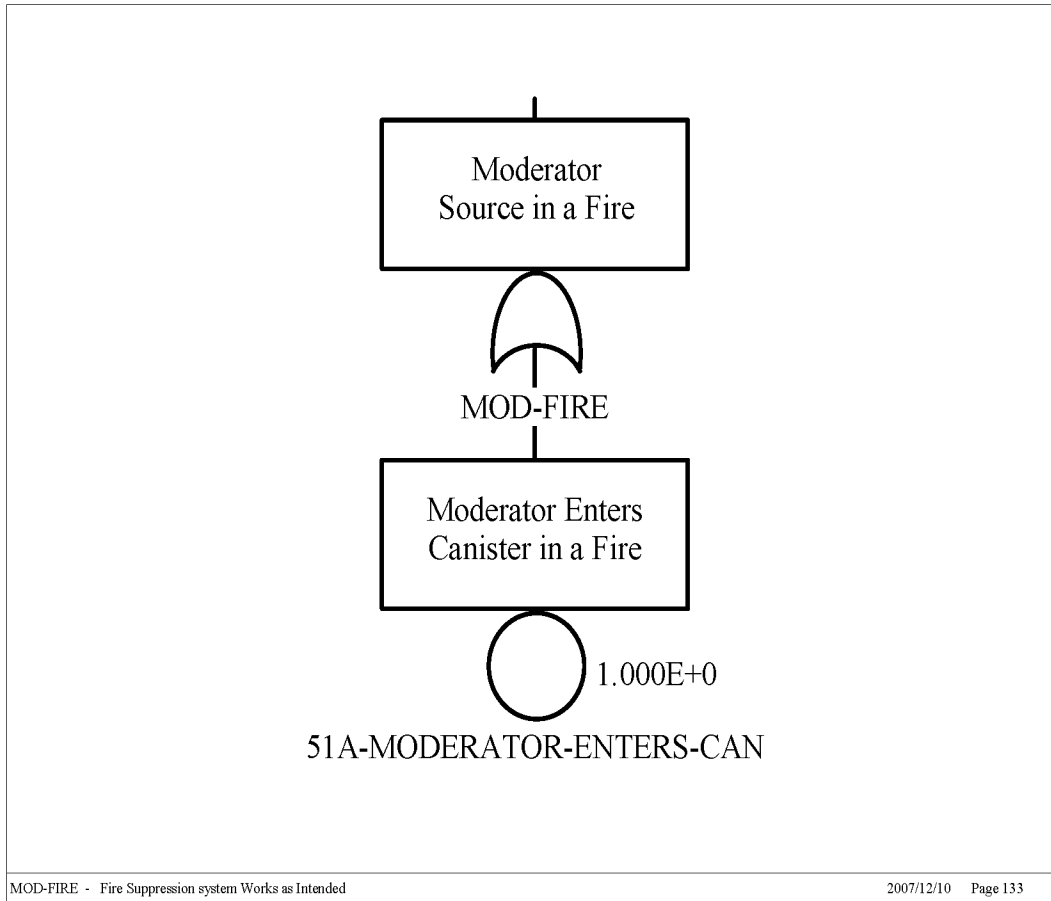 Moderator
Source in a Fire
MOD-FIRE
Moderator Enters
Canister in a Fire
1.000E+0
51A-MODERATOR-ENTERS-CAN
MOD-FIRE - Fire Suppression system Works as Intended 2007/12/10 Page 133